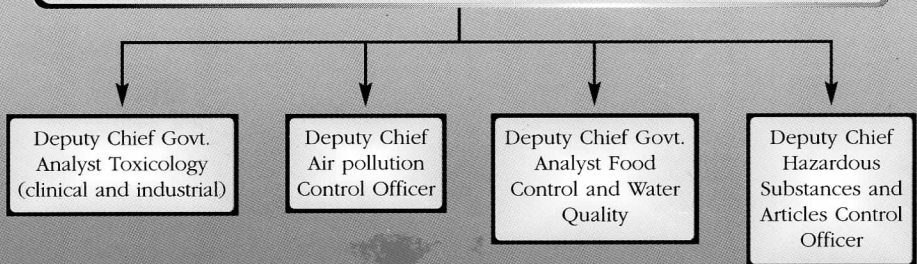 Deputy Chief Govt.
Analyst Toxicology
(clinical and industrial)
Deputy Chief
Air pollution
Control Officer
Deputy Chief Govt.
Analyst Food
Control and Water
Quality
Deputy Chief
Hazardous
Substances and
Articles Control
Officer